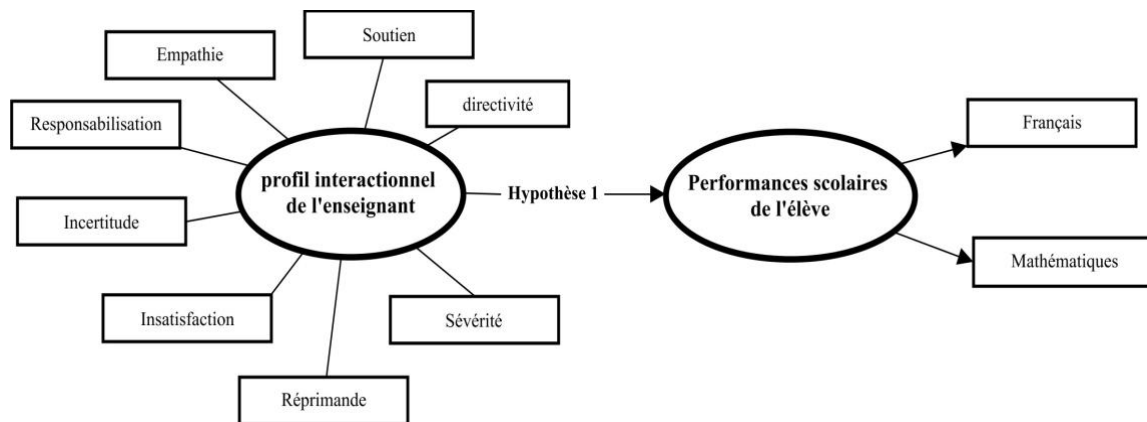 Soutien
Empathie
directivité
Responsabilisation
Français
profil interactionnel
de l'enseignant
Hypothèse 1
Performances scolaires
de l'élève
Incertitude
Mathématiques
Insatisfaction
Sévérité
Réprimande